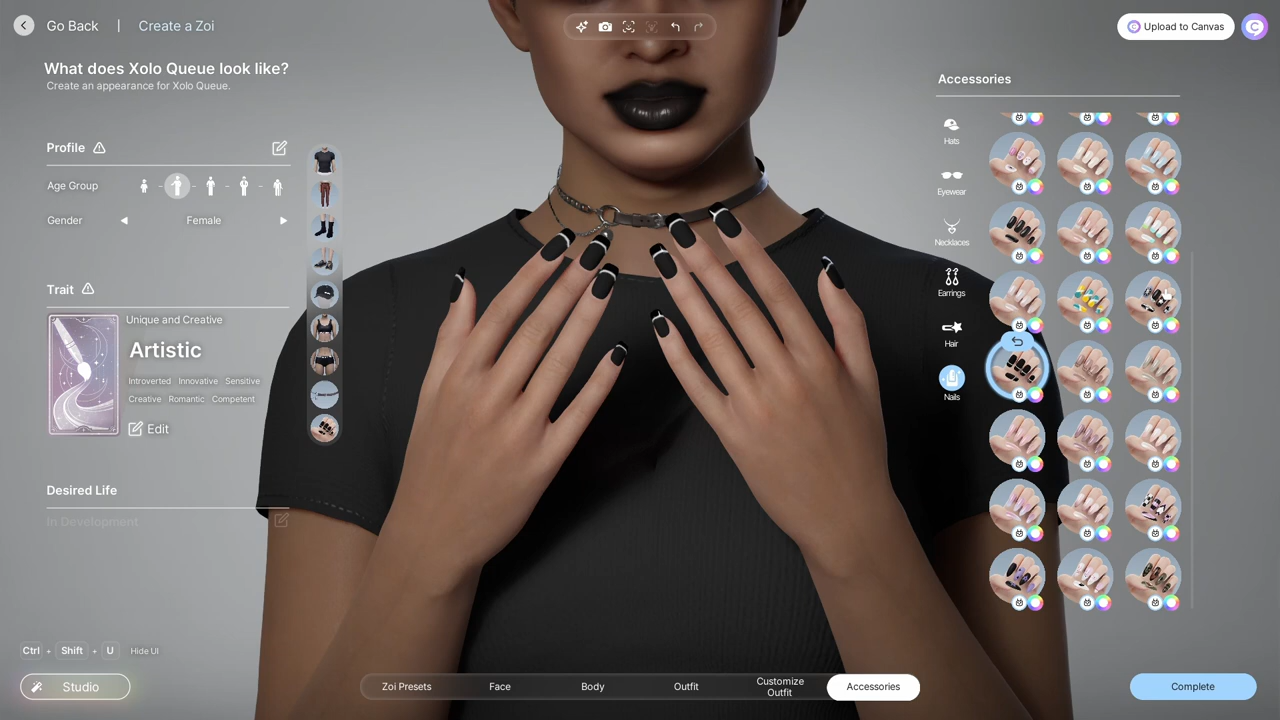 Go Back | Create a Zoi
Upload to Canvas
What does Xolo Queue look like?
Create an appearance for Xolo Queue.
Profile
Age Group
Gender
Female
Trait
Unique and Creative
Artistic
Introverted Innovative Sensitive
Creative Romantic Competent
Edit
Desired Life
In Development
Ctrl + Shift + U Hide UI
Studio
Zoi Presets
Face
Body
Outfit
Customize
Outfit
Accessories
Accessories
Hats
Eyewear
Necklaces
Earrings
Hair
Nails
Complete